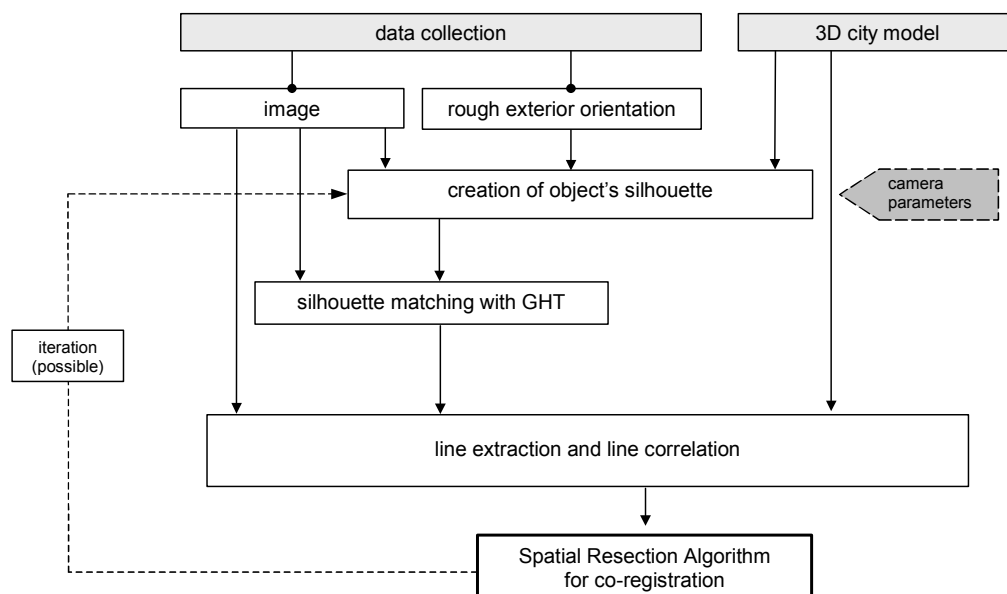 data collection
3D city model
image
rough exterior orientation
creation of object's silhouette
camera
parameters
silhouette matching with GHT
iteration
(possible)
line extraction and line correlation
Spatial Resection Algorithm
for co-registration